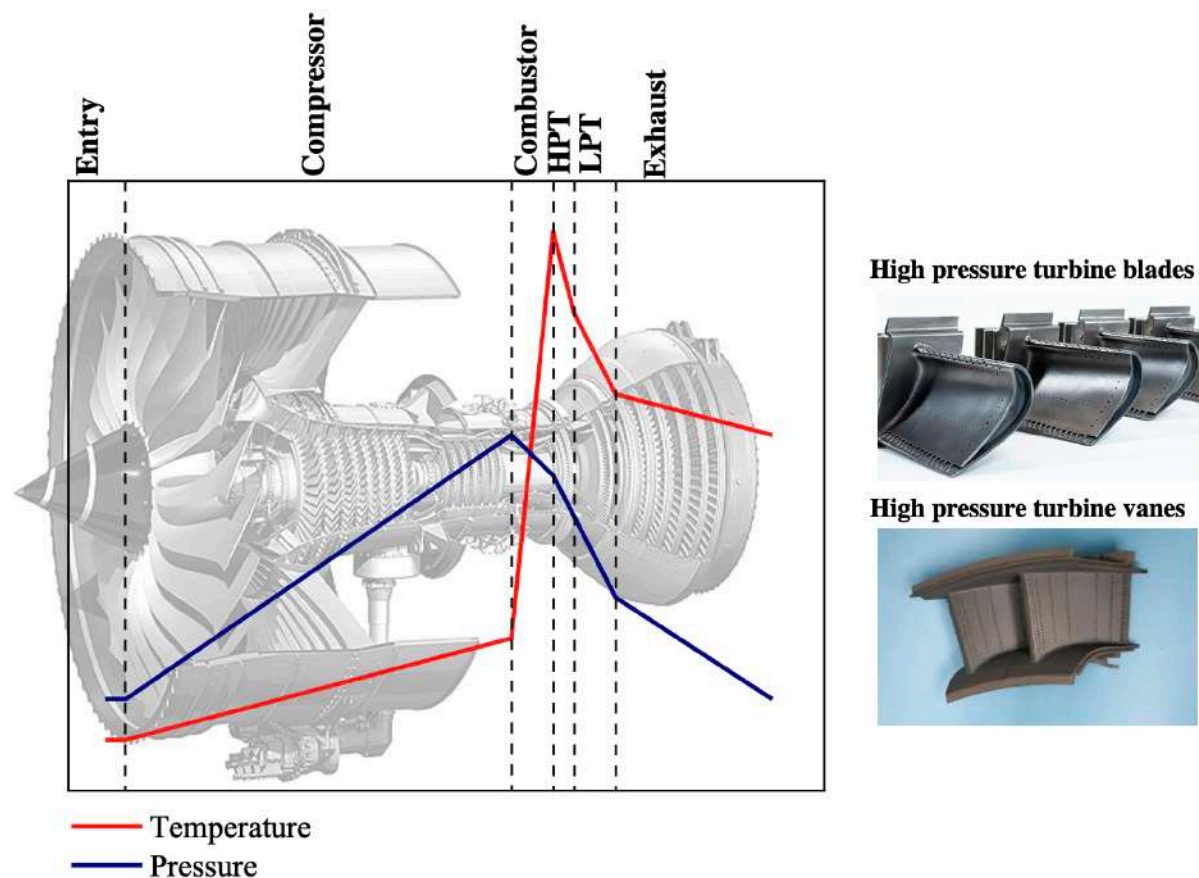 Entry
Compressor
Combustor
HPT
LPT
Exhaust
High pressure turbine blades
High pressure turbine vanes
Temperature
Pressure